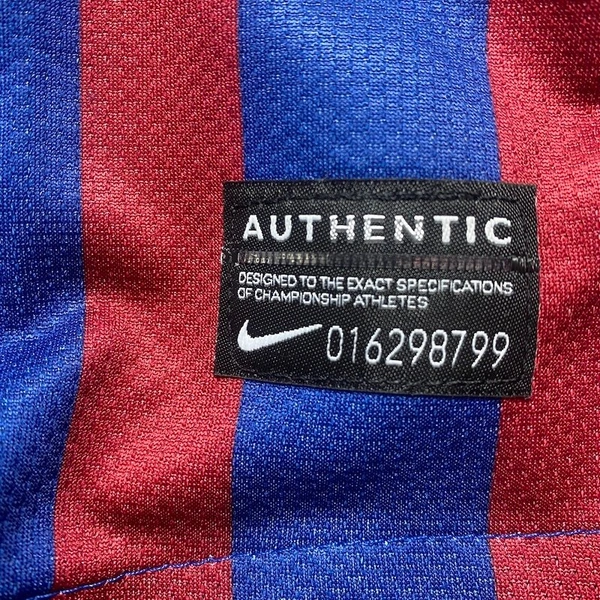 AUTHENTIC
DESIGNED TO THE EXACT SPECIFICATIONS
OF CHAMPIONSHIP ATHLETES
016298799